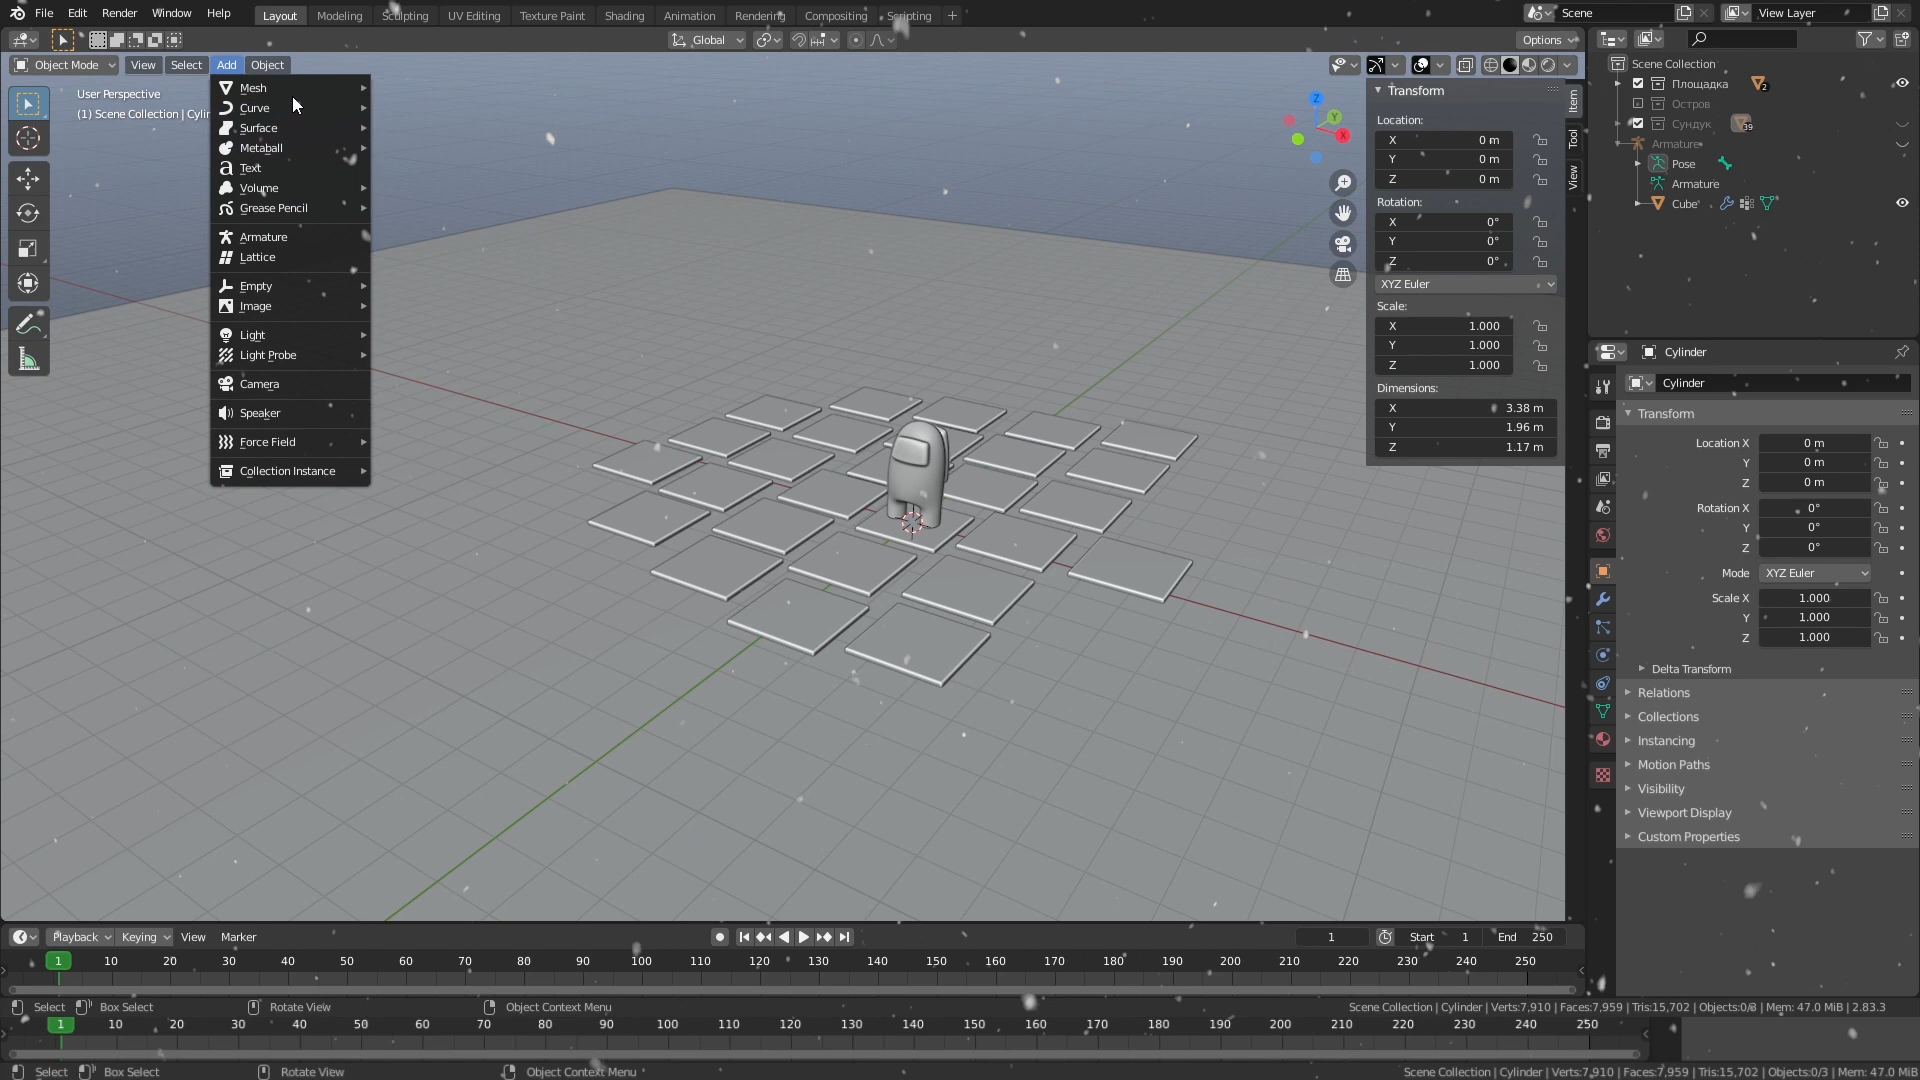 File Edit Render Window Help Layout Modeling Sculpting UV Editing Texture Paint Shading Animation Rendering Compositing Scripting + Scene View Layer
Global Options
Object Mode View Select Add Object
User Perspective
(1) Scene Collection | Cylin
Mesh
Curve
Surface
Metaball
Text
Volume
Grease Pencil
Armature
Lattice
Empty
Image
Light
Light Probe
Camera
Speaker
Force Field
Collection Instance
Z
Y
X
Transform
Location:
X 0 m
Y 0 m
Z 0 m
Rotation:
X 0°
Y 0°
Z 0°
XYZ Euler
Scale:
X 1.000
Y 1.000
Z 1.000
Dimensions:
X 3.38 m
Y 1.96 m
Z 1.17 m
Item
Tool
View
Scene Collection
Площадка 2
Остров
Сундук 39
Armature
Pose
Armature
Cube
Cylinder
Cylinder
Transform
Location X 0 m
Y 0 m
Z 0 m
Rotation X 0°
Y 0°
Z 0°
Mode XYZ Euler
Scale X 1.000
Y 1.000
Z 1.000
Delta Transform
Relations
Collections
Instancing
Motion Paths
Visibility
Viewport Display
Custom Properties
Playback Keying View Marker 1 Start 1 End 250
1 10 20 30 40 50 60 70 80 90 100 110 120 130 140 150 160 170 180 190 200 210 220 230 240 250
Select Box Select Rotate View Object Context Menu Scene Collection | Cylinder | Verts:7,910 | Faces:7,959 | Tris:15,702 | Objects:0/3 | Mem: 47.0 MiB | 2.83.3
1 10 20 30 40 50 60 70 80 90 100 110 120 130 140 150 160 170 180 190 200 210 220 230 240 250
Select Box Select Rotate View Object Context Menu Scene Collection | Cylinder | Verts:7,910 | Faces:7,959 | Tris:15,702 | Objects:0/3 | Mem: 47.0 MiB